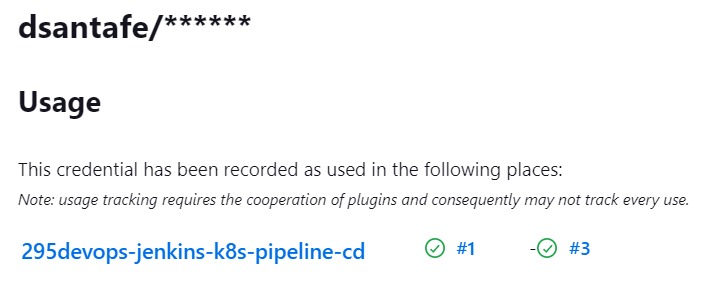 dsantafe/******
Usage
This credential has been recorded as used in the following places:
Note: usage tracking requires the cooperation of plugins and consequently may not track every use.
295devops-jenkins-k8s-pipeline-cd #1 - #3